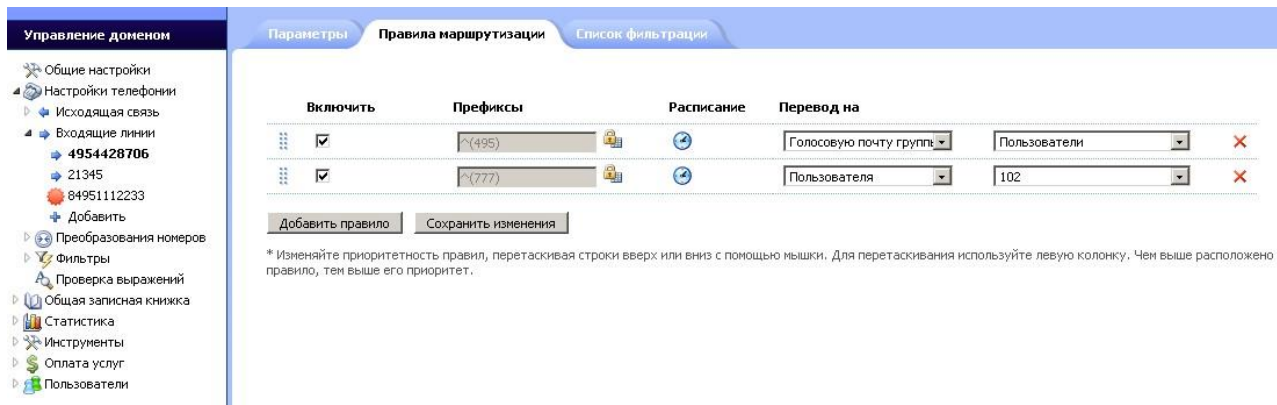 Управление доменом
Общие настройки
Настройки телефонии
Исходящая связь
Входящие линии
4954428706
21345
84951112233
Добавить
Преобразования номеров
Фильтры
Проверка выражений
Общая записная книжка
Статистика
Инструменты
Оплата услуг
Пользователи
Параметры Правила маршрутизации Список фильтрации
Включить Префиксы Расписание Перевод на
^(495) Голосовую почту группы Пользователи
^(777) Пользователя 102
Добавить правило Сохранить изменения
* Изменяйте приоритетность правил, перетаскивая строки вверх или вниз с помощью мышки. Для перетаскивания используйте левую колонку. Чем выше расположено
правило, тем выше его приоритет.